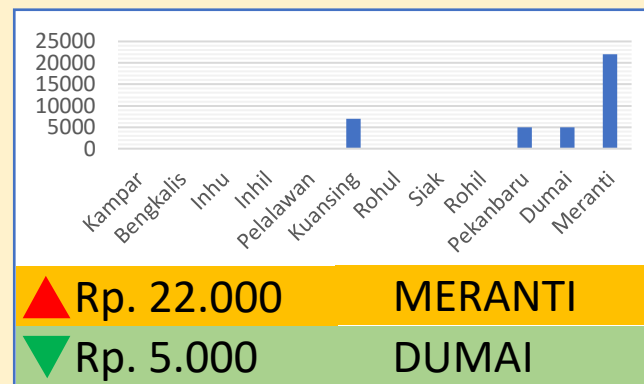 25000
20000
15000
10000
5000
0
Kampar
Bengkalis
Inhu
Inhil
Pelalawan
Kuansing
Rohul
Siak
Rohil
Pekanbaru
Dumai
Meranti
Rp. 22.000 MERANTI
Rp. 5.000 DUMAI